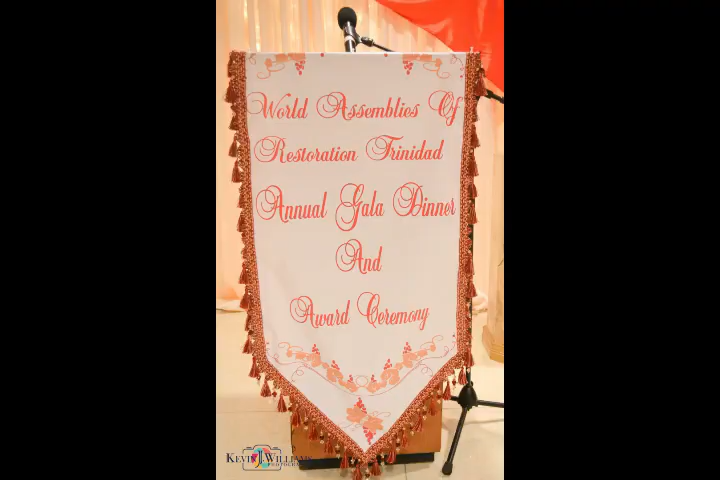 World Assemblies Of
Restoration Trinidad
Annual Gala Dinner
And
Award Ceremony